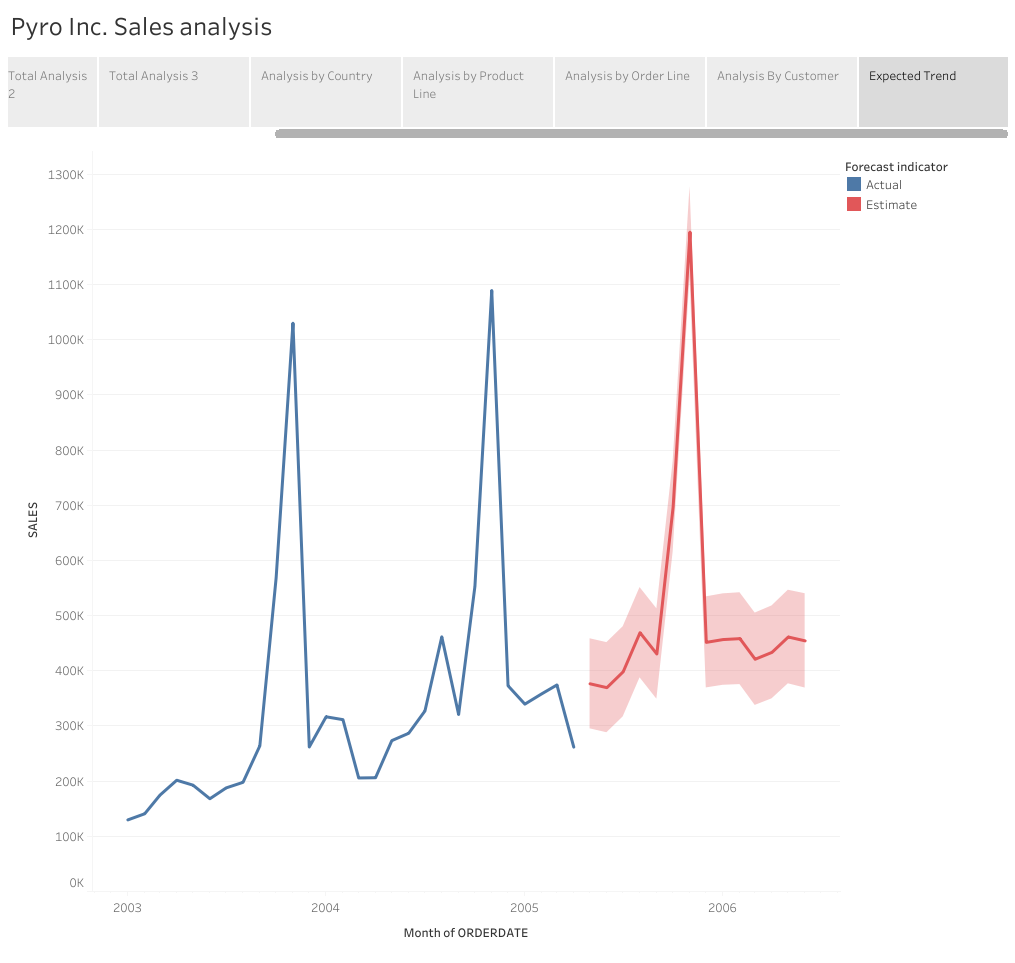 Pyro Inc. Sales analysis
Total Analysis
2
Total Analysis 3
Analysis by Country
Analysis by Product
Line
Analysis by Order Line
Analysis By Customer
Expected Trend
Forecast indicator
Actual
Estimate
1300K
1200K
1100K
1000K
900K
800K
700K
600K
500K
400K
300K
200K
100K
0K
SALES
2003
2004
2005
2006
Month of ORDERDATE